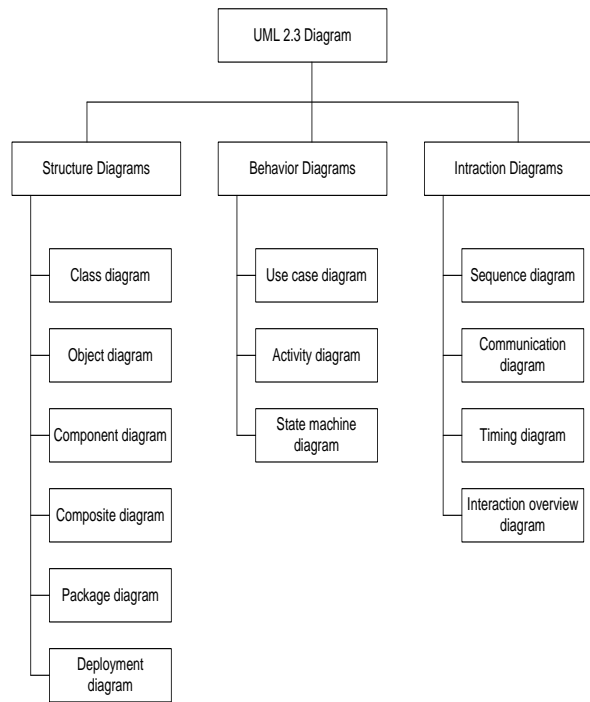 UML 2.3 Diagram
Structure Diagrams
Behavior Diagrams
Intraction Diagrams
Class diagram
Object diagram
Component diagram
Composite diagram
Package diagram
Deployment
diagram
Use case diagram
Activity diagram
State machine
diagram
Sequence diagram
Communication
diagram
Timing diagram
Interaction overview
diagram